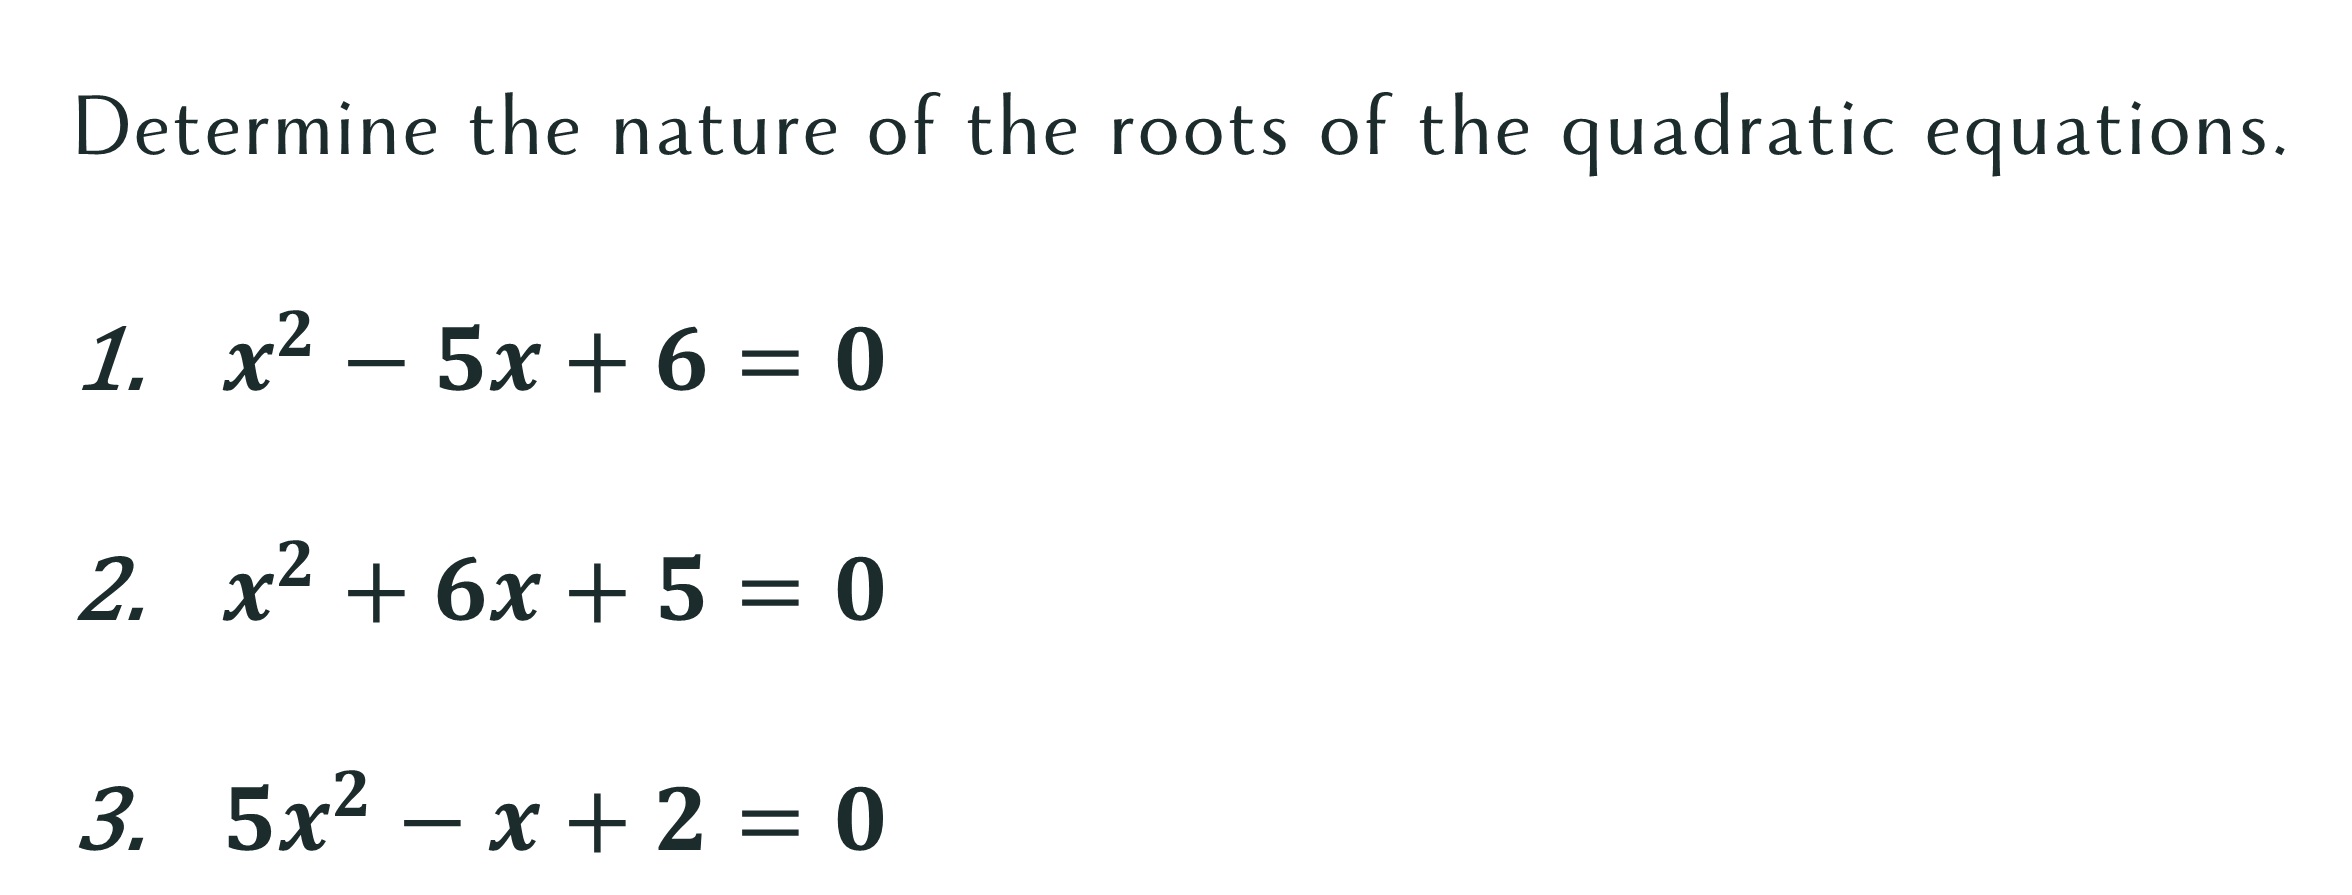 Determine the nature of the roots of the quadratic equations.
1. x² − 5x + 6 = 0
2. x² + 6x + 5 = 0
3. 5x² − x + 2 = 0